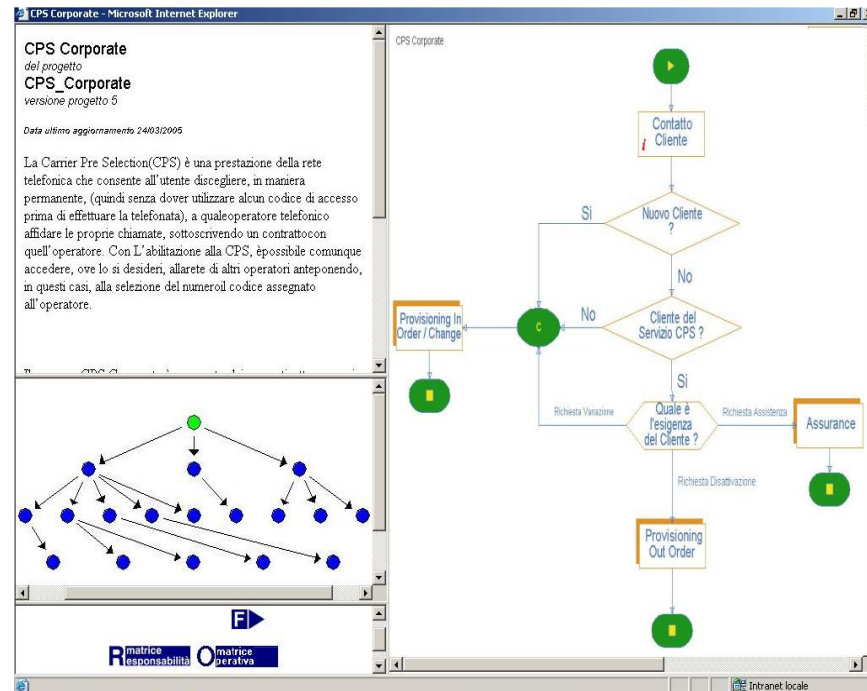 CPS Corporate - Microsoft Internet Explorer
CPS Corporate
del progetto
CPS_Corporate
versione progetto 5
Data ultimo aggiornamento 24/03/2005
La Carrier Pre Selection(CPS) è una prestazione della rete
telefonica che consente all'utente discegliere, in maniera
permanente, (quindi senza dover utilizzare alcun codice di accesso
prima di effettuare la telefonata), a qualeoperatore telefonico
affidare le proprie chiamate, sottoscrivendo un contrattocon
quell'operatore. Con L'abilitazione alla CPS, èpossibile comunque
accedere, ove lo si desideri, allarete di altri operatori anteponendo,
in questi casi, alla selezione del numeroil codice assegnato
all'operatore.
F
R matrice
esponsabilità
O matrice
perativa
CPS Corporate
Contatto
Cliente
i
Si
Nuovo Cliente
?
No
Provisioning In
Order / Change
C
No
Cliente del
Servizio CPS ?
Si
Richiesta Variazione
Quale è
l'esigenza
del Cliente ?
Richiesta Assistenza
Assurance
Richiesta Disattivazione
Provisioning
Out Order
Intranet locale